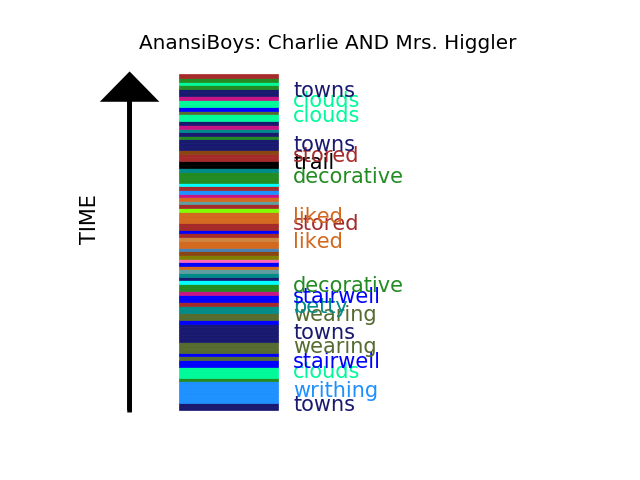 AnansiBoys: Charlie AND Mrs. Higgler
towns
clouds
clouds
towns
stored
trail
decorative
liked
stored
liked
decorative
stairwell
betty
wearing
towns
wearing
stairwell
clouds
writhing
towns
TIME